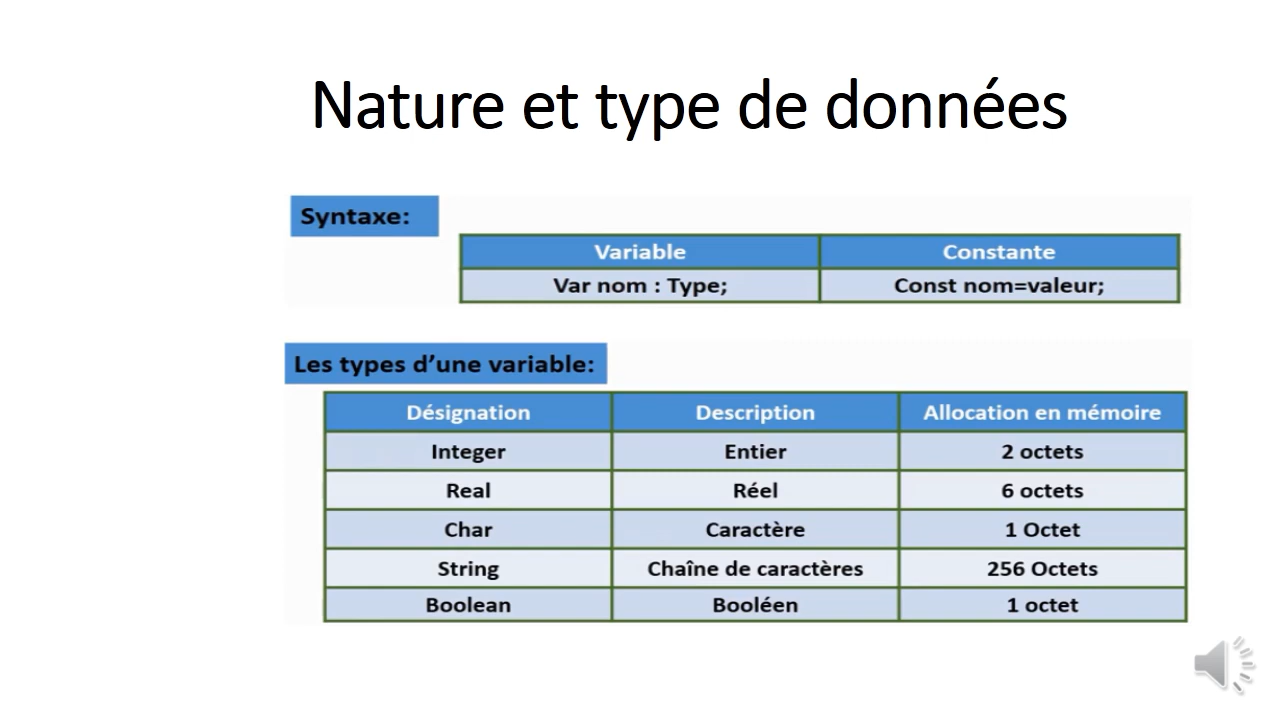 Nature et type de données
Syntaxe:
Variable Constante
Var nom : Type; Const nom=valeur;
Les types d’une variable:
Désignation Description Allocation en mémoire
Integer Entier 2 octets
Real Réel 6 octets
Char Caractère 1 Octet
String Chaîne de caractères 256 Octets
Boolean Booléen 1 octet